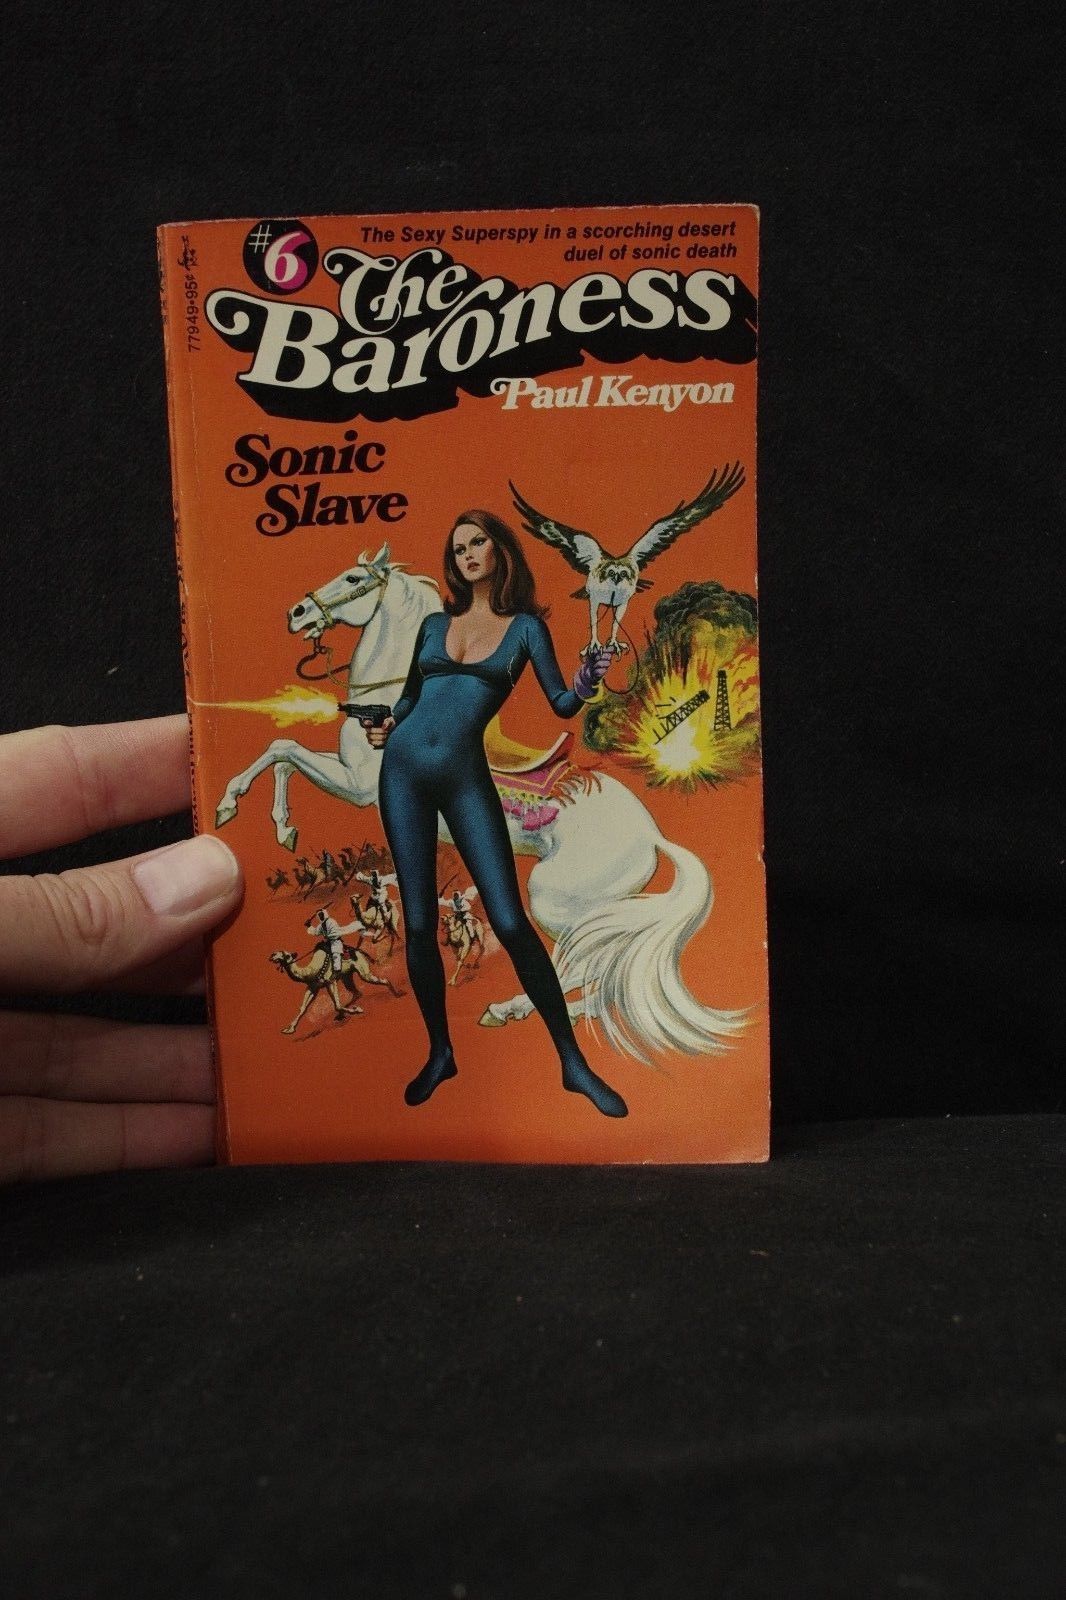 #6
The Sexy Superspy in a scorching desert
duel of sonic death
The
Baroness
Paul Kenyon
Sonic
Slave
77949•95¢